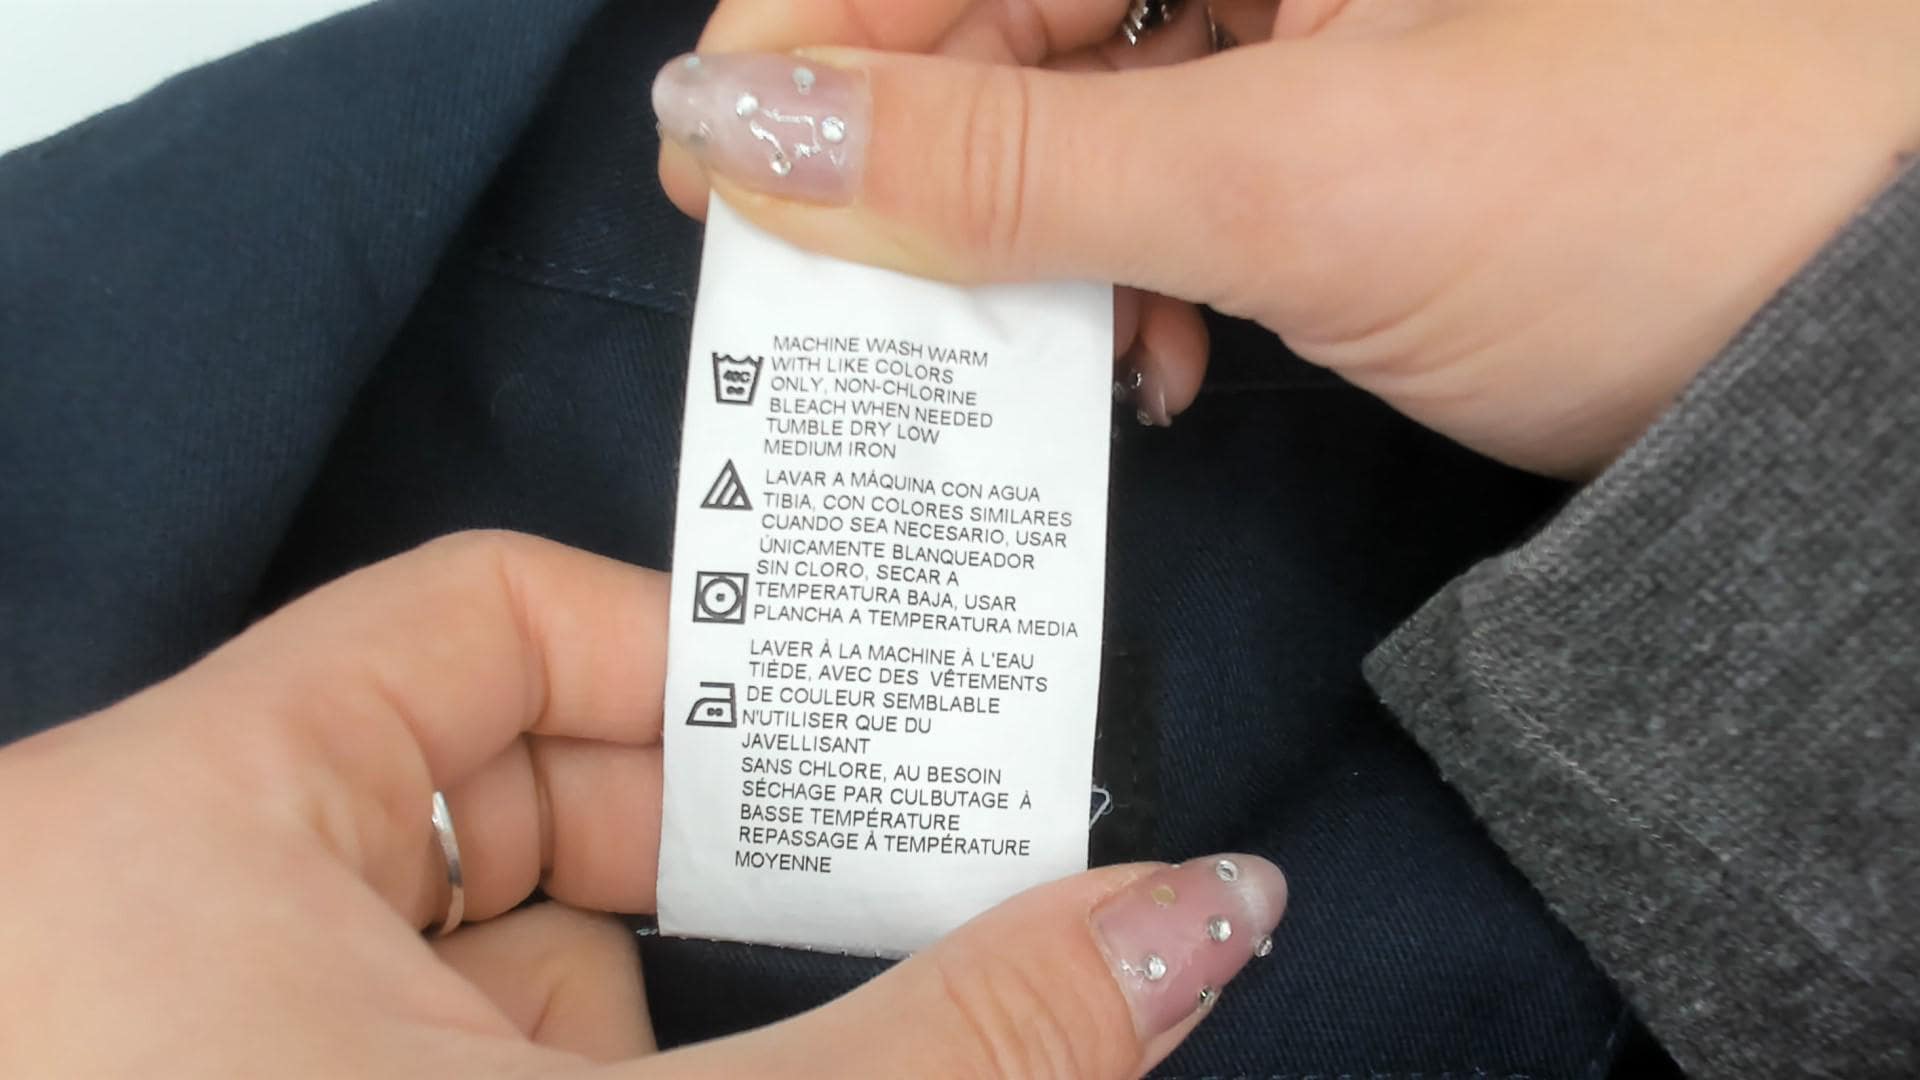 MACHINE WASH WARM
WITH LIKE COLORS
ONLY, NON-CHLORINE
BLEACH WHEN NEEDED
TUMBLE DRY LOW
MEDIUM IRON
40C
LAVAR A MÁQUINA CON AGUA
TIBIA, CON COLORES SIMILARES
CUANDO SEA NECESARIO, USAR
ÚNICAMENTE BLANQUEADOR
SIN CLORO, SECAR A
TEMPERATURA BAJA, USAR
PLANCHA A TEMPERATURA MEDIA
LAVER À LA MACHINE À L'EAU
TIÈDE, AVEC DES VÊTEMENTS
DE COULEUR SEMBLABLE
N'UTILISER QUE DU
JAVELLISANT
SANS CHLORE, AU BESOIN
SÉCHAGE PAR CULBUTAGE À
BASSE TEMPÉRATURE
REPASSAGE À TEMPÉRATURE
MOYENNE